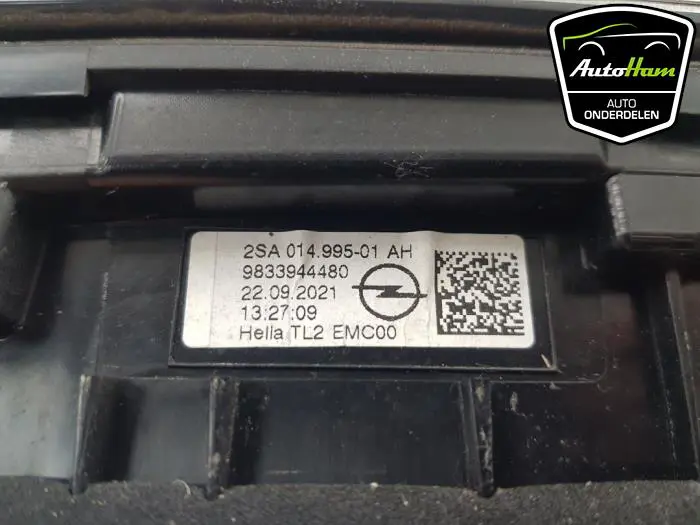 AutoHam
AUTO
ONDERDELEN
2SA 014.995-01 AH
9833944480
22.09.2021
13:27:09
Hella TL2 EMC00